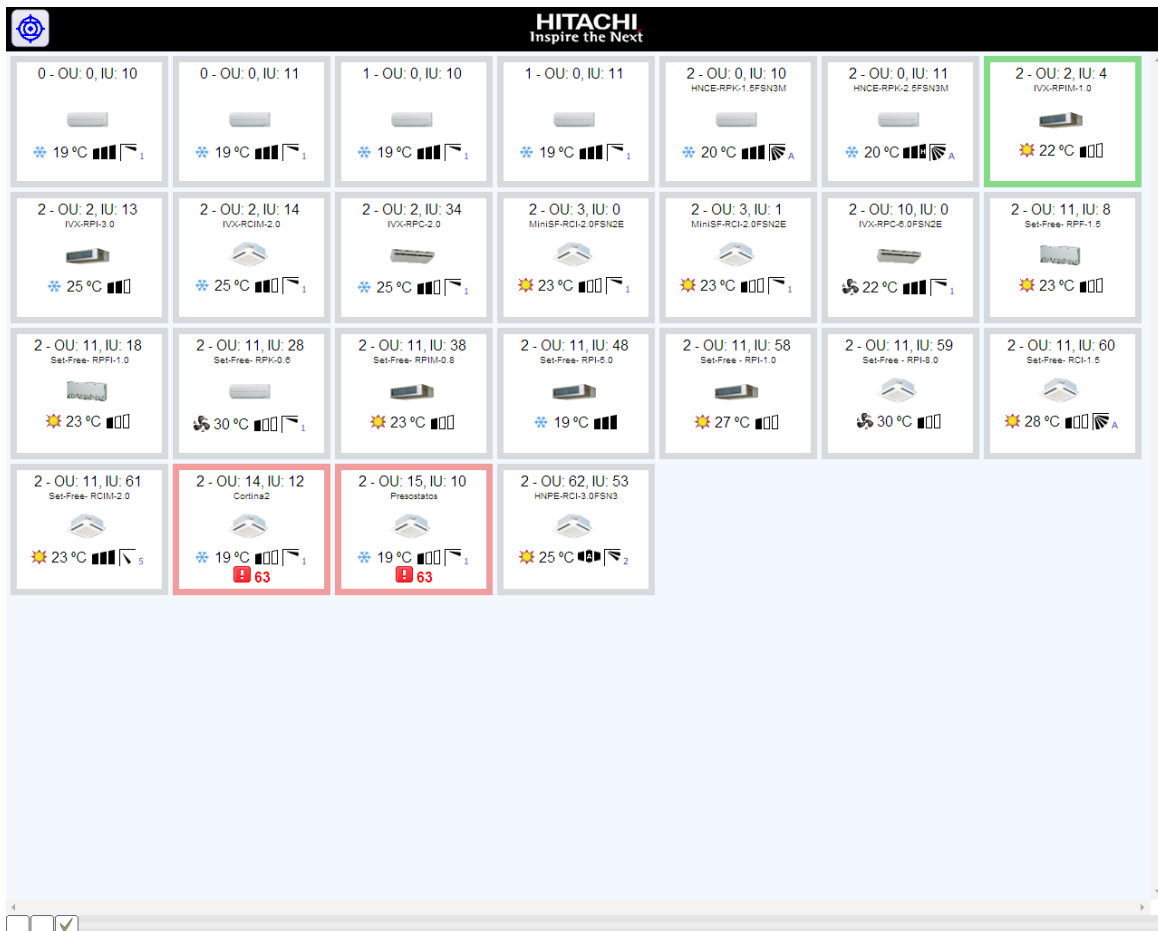 HITACHI
Inspire the Next
0 - OU: 0, IU: 10
19 ºC 1
0 - OU: 0, IU: 11
19 ºC 1
1 - OU: 0, IU: 10
19 ºC 1
1 - OU: 0, IU: 11
19 ºC 1
2 - OU: 0, IU: 10
HNCE-RPK-1.5FSN3M
20 ºC A
2 - OU: 0, IU: 11
HNCE-RPK-2.5FSN3M
20 ºC H A
2 - OU: 2, IU: 4
IVX-RPIM-1.0
22 ºC
2 - OU: 2, IU: 13
IVX-RPI-3.0
25 ºC
2 - OU: 2, IU: 14
IVX-RCIM-2.0
25 ºC 1
2 - OU: 2, IU: 34
IVX-RPC-2.0
25 ºC 1
2 - OU: 3, IU: 0
MiniSF-RCI-2.0FSN2E
23 ºC 1
2 - OU: 3, IU: 1
MiniSF-RCI-2.0FSN2E
23 ºC 1
2 - OU: 10, IU: 0
IVX-RPC-6.0FSN2E
22 ºC 1
2 - OU: 11, IU: 8
Set-Free- RPF-1.5
23 ºC
2 - OU: 11, IU: 18
Set-Free- RPFI-1.0
23 ºC
2 - OU: 11, IU: 28
Set-Free- RPK-0.6
30 ºC 1
2 - OU: 11, IU: 38
Set-Free- RPIM-0.8
23 ºC
2 - OU: 11, IU: 48
Set-Free- RPI-5.0
19 ºC
2 - OU: 11, IU: 58
Set-Free - RPI-1.0
27 ºC
2 - OU: 11, IU: 59
Set-Free - RPI-8.0
30 ºC
2 - OU: 11, IU: 60
Set-Free- RCI-1.5
28 ºC A
2 - OU: 11, IU: 61
Set-Free- RCIM-2.0
23 ºC 5
2 - OU: 14, IU: 12
Cortina2
19 ºC 1
! 63
2 - OU: 15, IU: 10
Presostatos
19 ºC 1
! 63
2 - OU: 62, IU: 53
HNPE-RCI-3.0FSN3
25 ºC A 2